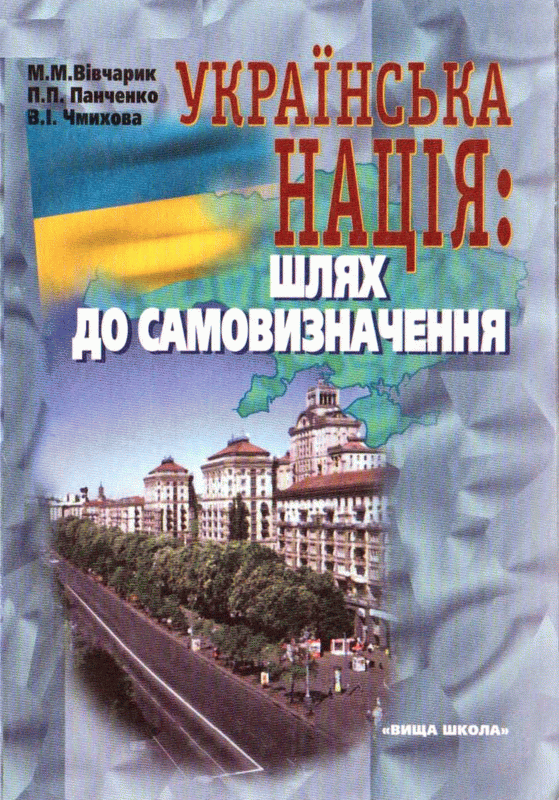 М.М.Вівчарик
П.П. Панченко
В.І. Чмихова
УКРАЇНСЬКА
НАЦІЯ:
ШЛЯХ
ДО САМОВИЗНАЧЕННЯ
«ВИЩА ШКОЛА»